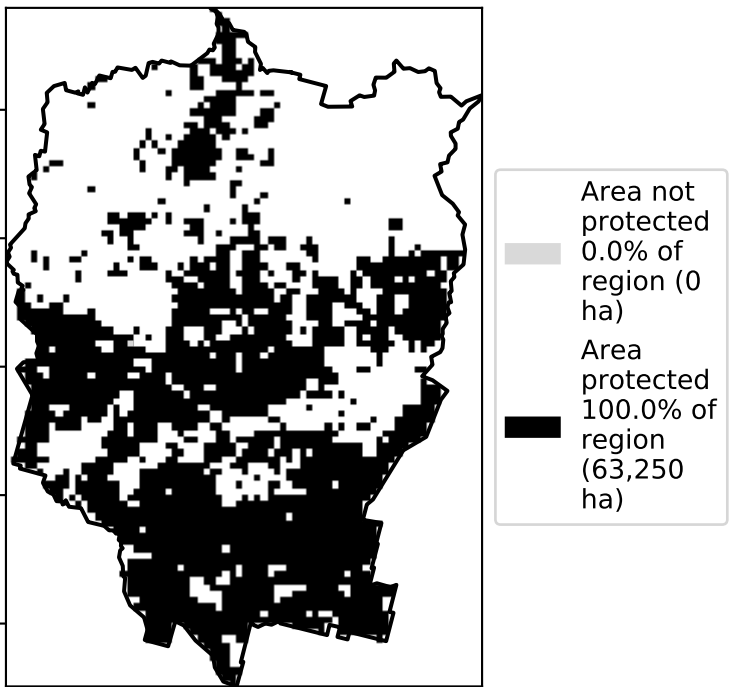 Area not
protected
0.0% of
region (0
ha)
Area
protected
100.0% of
region
(63,250
ha)